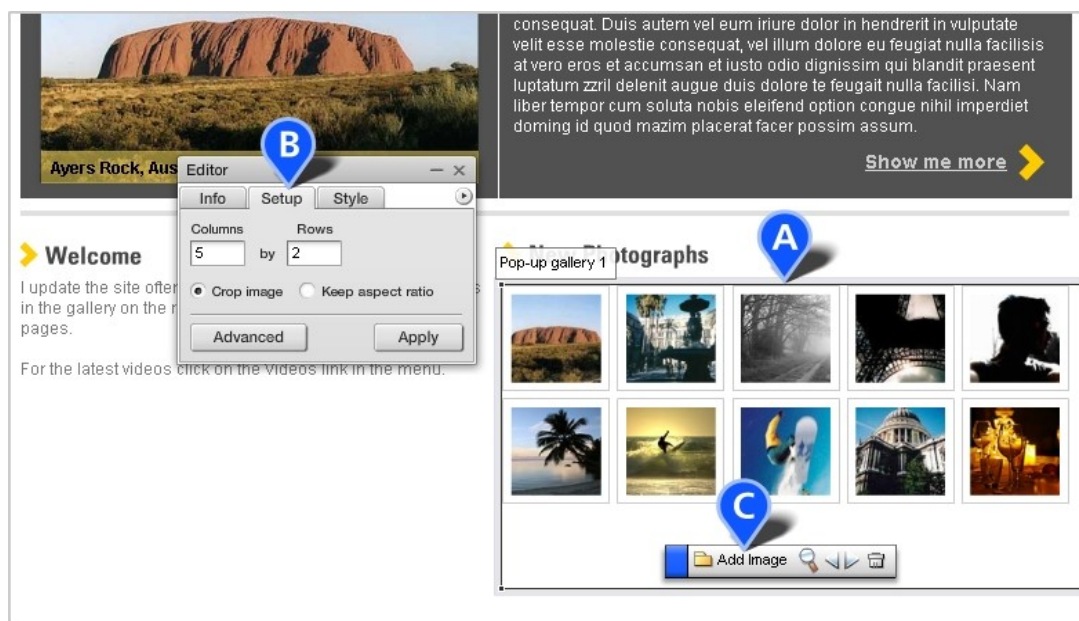 consequat. Duis autem vel eum iriure dolor in hendrerit in vulputate
velit esse molestie consequat, vel illum dolore eu feugiat nulla facilisis
at vero eros et accumsan et iusto odio dignissim qui blandit praesent
luptatum zzril delenit augue duis dolore te feugait nulla facilisi. Nam
liber tempor cum soluta nobis eleifend option congue nihil imperdiet
doming id quod mazim placerat facer possim assum.
Show me more
Ayers Rock, Aus
B
Editor
Info Setup Style
Columns Rows
5 by 2
Crop image Keep aspect ratio
Advanced Apply
Welcome
I update the site ofte
in the gallery on the
pages.
For the latest videos click on the Videos link in the menu.
A
New Photographs
Pop-up gallery 1
C
Add Image